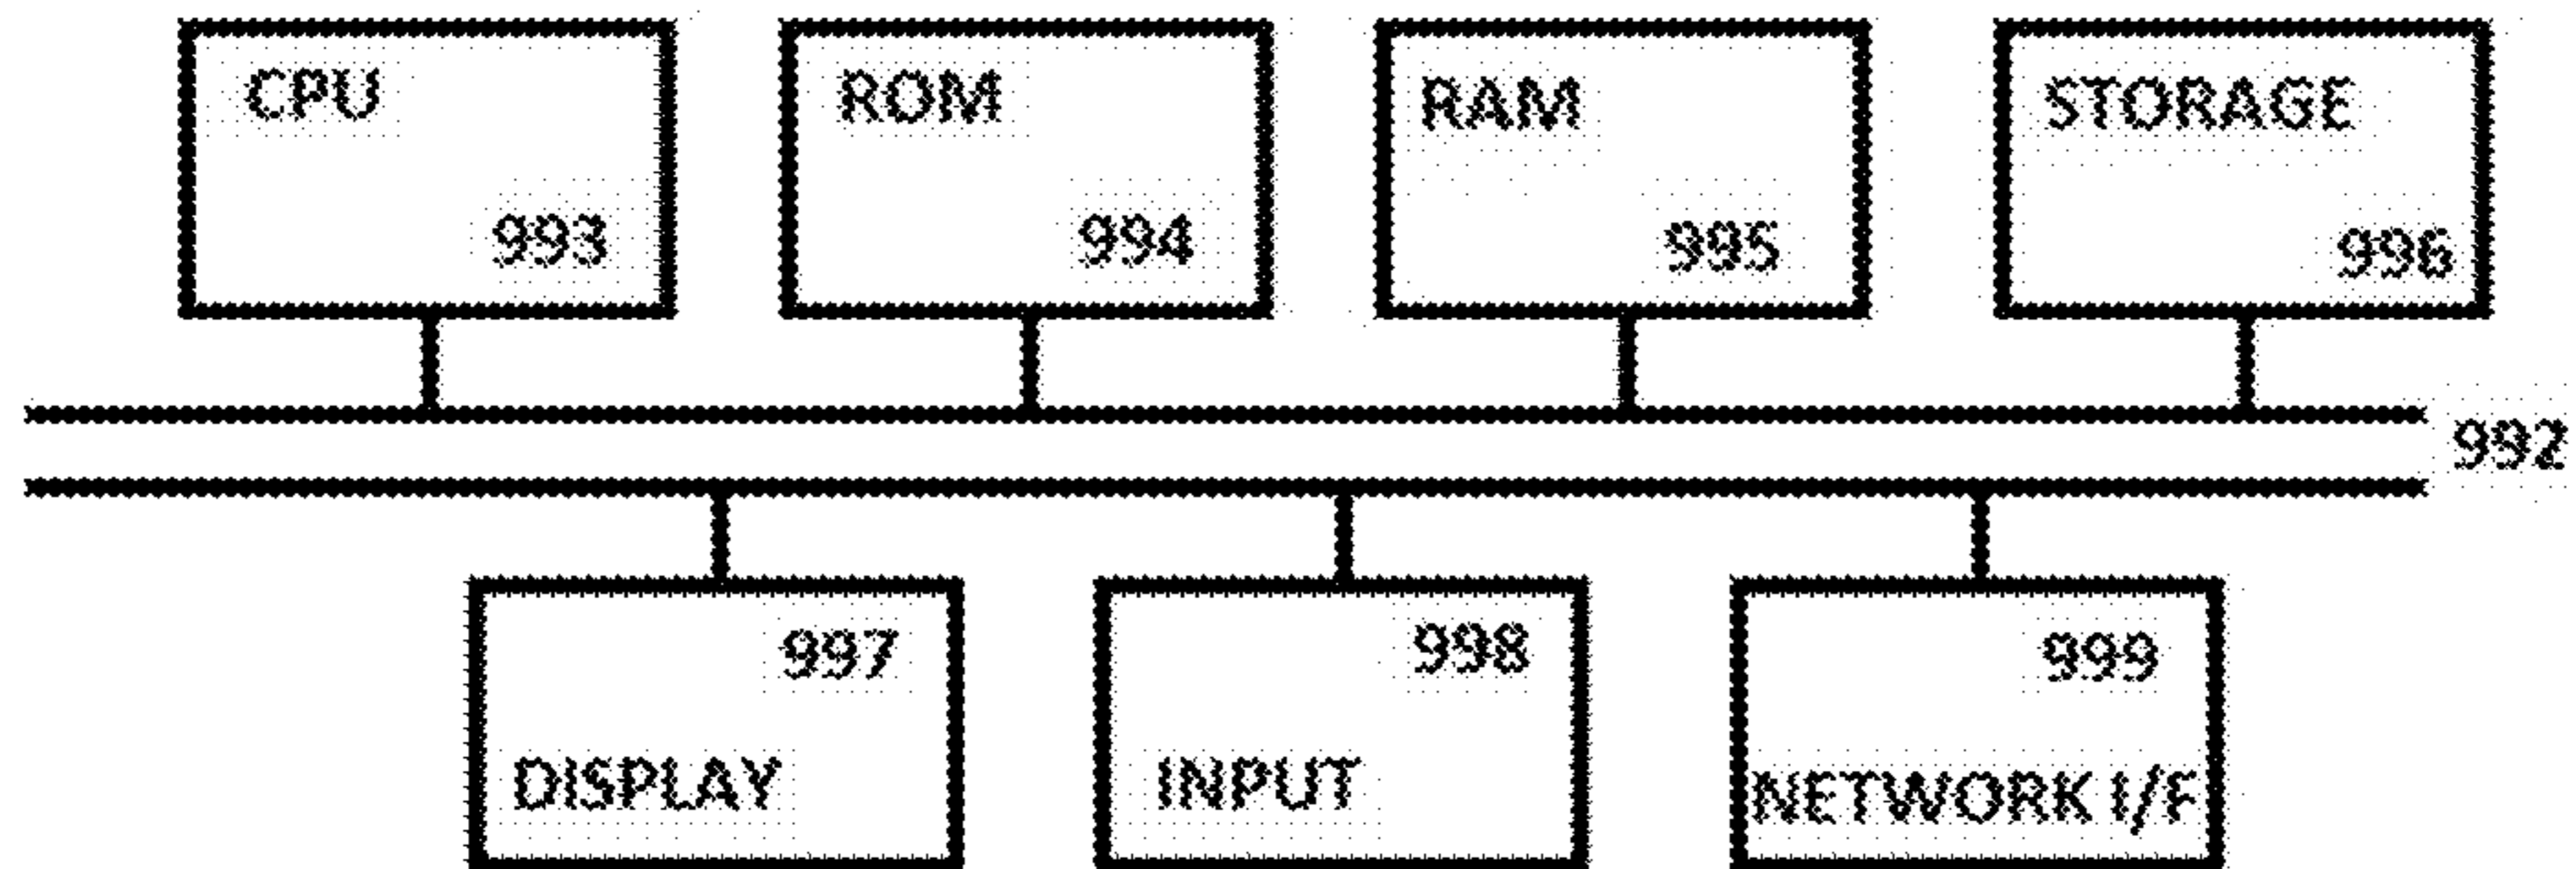 CPU
993
ROM
994
RAM
995
STORAGE
996
992
997
DISPLAY
998
INPUT
999
NETWORK I/F